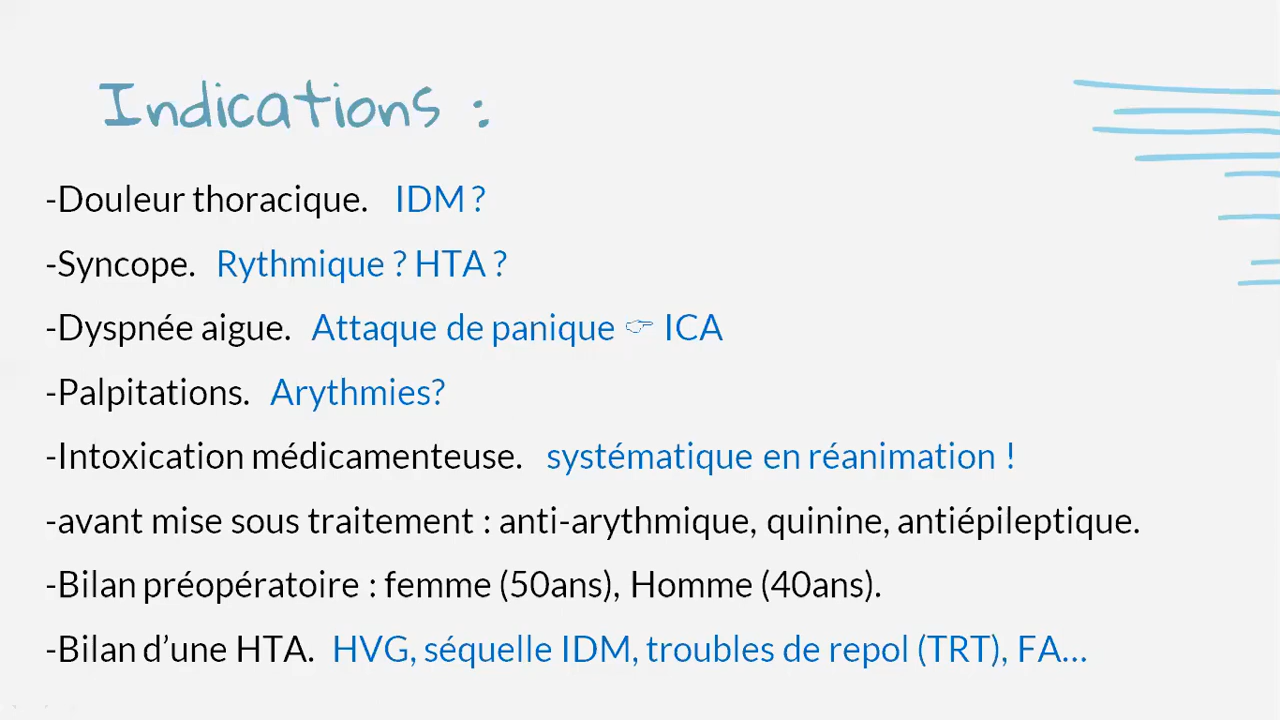 Indications :
-Douleur thoracique. IDM ?
-Syncope. Rythmique ? HTA ?
-Dyspnée aigue. Attaque de panique 👉 ICA
-Palpitations. Arythmies?
-Intoxication médicamenteuse. systématique en réanimation !
-avant mise sous traitement : anti-arythmique, quinine, antiépileptique.
-Bilan préopératoire : femme (50ans), Homme (40ans).
-Bilan d’une HTA. HVG, séquelle IDM, troubles de repol (TRT), FA...